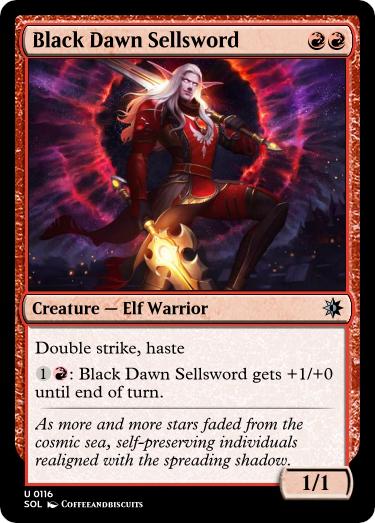 Black Dawn Sellsword
Creature — Elf Warrior
Double strike, haste
1 : Black Dawn Sellsword gets +1/+0
until end of turn.
As more and more stars faded from the
cosmic sea, self-preserving individuals
realigned with the spreading shadow.
1/1
U 0116
SOL Coffeeandbiscuits